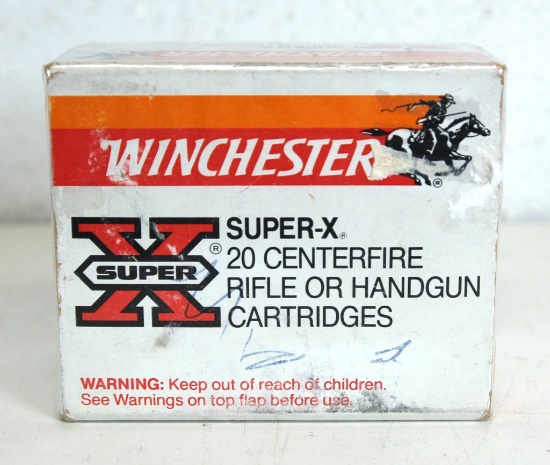 WINCHESTER®
X SUPER ®
SUPER-X®
20 CENTERFIRE
RIFLE OR HANDGUN
CARTRIDGES
WARNING: Keep out of reach of children.
See Warnings on top flap before use.